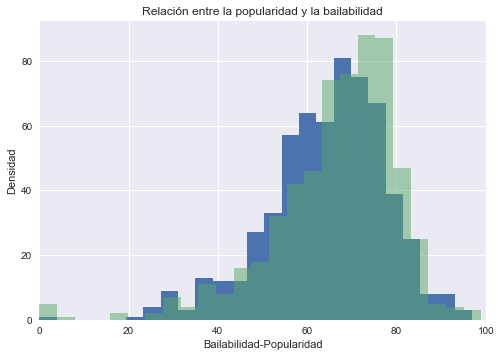 Relación entre la popularidad y la bailabilidad
Densidad
80
60
40
20
0
0 20 40 60 80 100
Bailabilidad-Popularidad